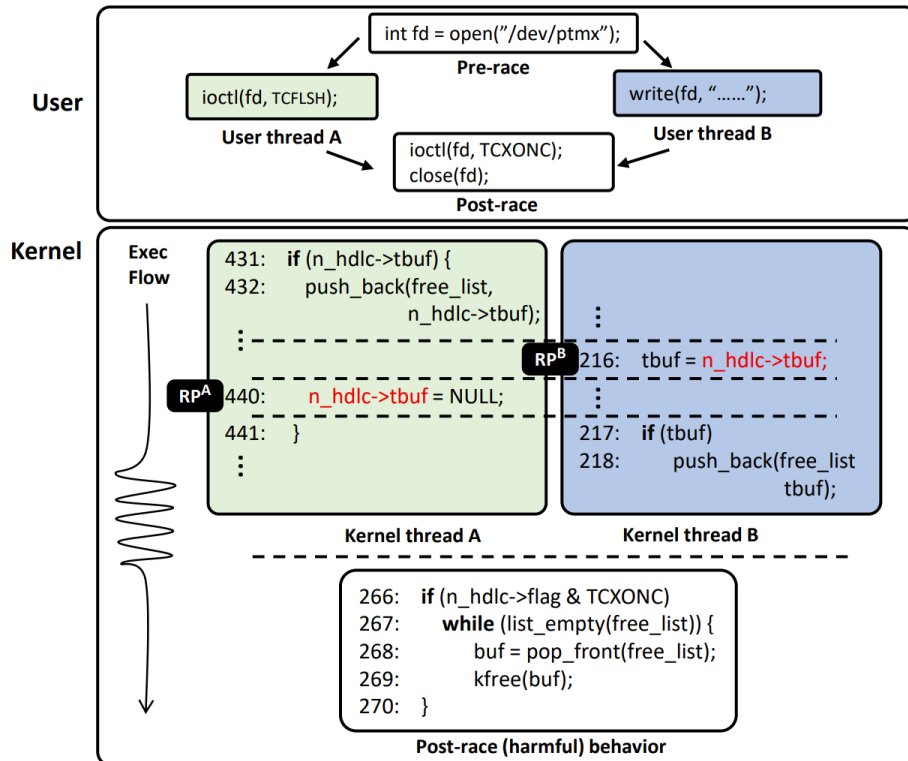 int fd = open("/dev/ptmx");
Pre-race
User
ioctl(fd, TCFLSH);
User thread A
write(fd, "……");
User thread B
ioctl(fd, TCXONC);
close(fd);
Post-race
Kernel
Exec
Flow
431: if (n_hdlc->tbuf) {
432: push_back(free_list,
n_hdlc->tbuf);
⋮
RP^A
440: n_hdlc->tbuf = NULL;
441: }
⋮
Kernel thread A
⋮
RP^B
216: tbuf = n_hdlc->tbuf;
⋮
217: if (tbuf)
218: push_back(free_list
tbuf);
Kernel thread B
266: if (n_hdlc->flag & TCXONC)
267: while (list_empty(free_list)) {
268: buf = pop_front(free_list);
269: kfree(buf);
270: }
Post-race (harmful) behavior